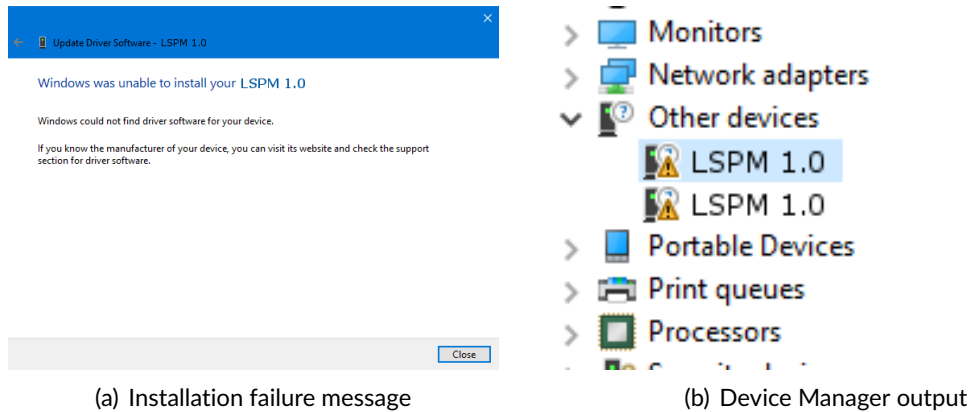 Update Driver Software - LSPM 1.0
Windows was unable to install your LSPM 1.0
Windows could not find driver software for your device.
If you know the manufacturer of your device, you can visit its website and check the support
section for driver software.
Close
(a) Installation failure message
Monitors
Network adapters
Other devices
LSPM 1.0
LSPM 1.0
Portable Devices
Print queues
Processors
(b) Device Manager output